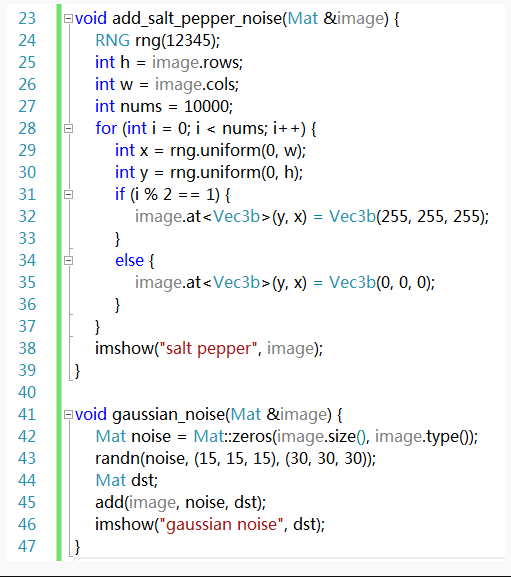 23 void add_salt_pepper_noise(Mat &image) {
24 RNG rng(12345);
25 int h = image.rows;
26 int w = image.cols;
27 int nums = 10000;
28 for (int i = 0; i < nums; i++) {
29 int x = rng.uniform(0, w);
30 int y = rng.uniform(0, h);
31 if (i % 2 == 1) {
32 image.at<Vec3b>(y, x) = Vec3b(255, 255, 255);
33 }
34 else {
35 image.at<Vec3b>(y, x) = Vec3b(0, 0, 0);
36 }
37 }
38 imshow("salt pepper", image);
39 }
40
41 void gaussian_noise(Mat &image) {
42 Mat noise = Mat::zeros(image.size(), image.type());
43 randn(noise, (15, 15, 15), (30, 30, 30));
44 Mat dst;
45 add(image, noise, dst);
46 imshow("gaussian noise", dst);
47 }